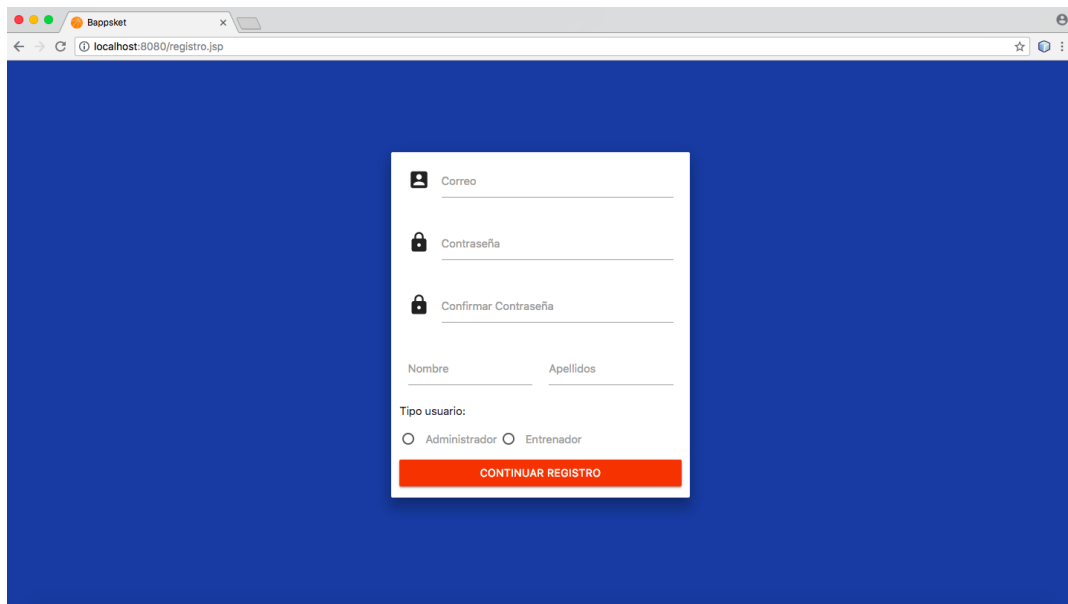 Bappsket
localhost:8080/registro.jsp
Correo
Contraseña
Confirmar Contraseña
Nombre Apellidos
Tipo usuario:
Administrador Entrenador
CONTINUAR REGISTRO